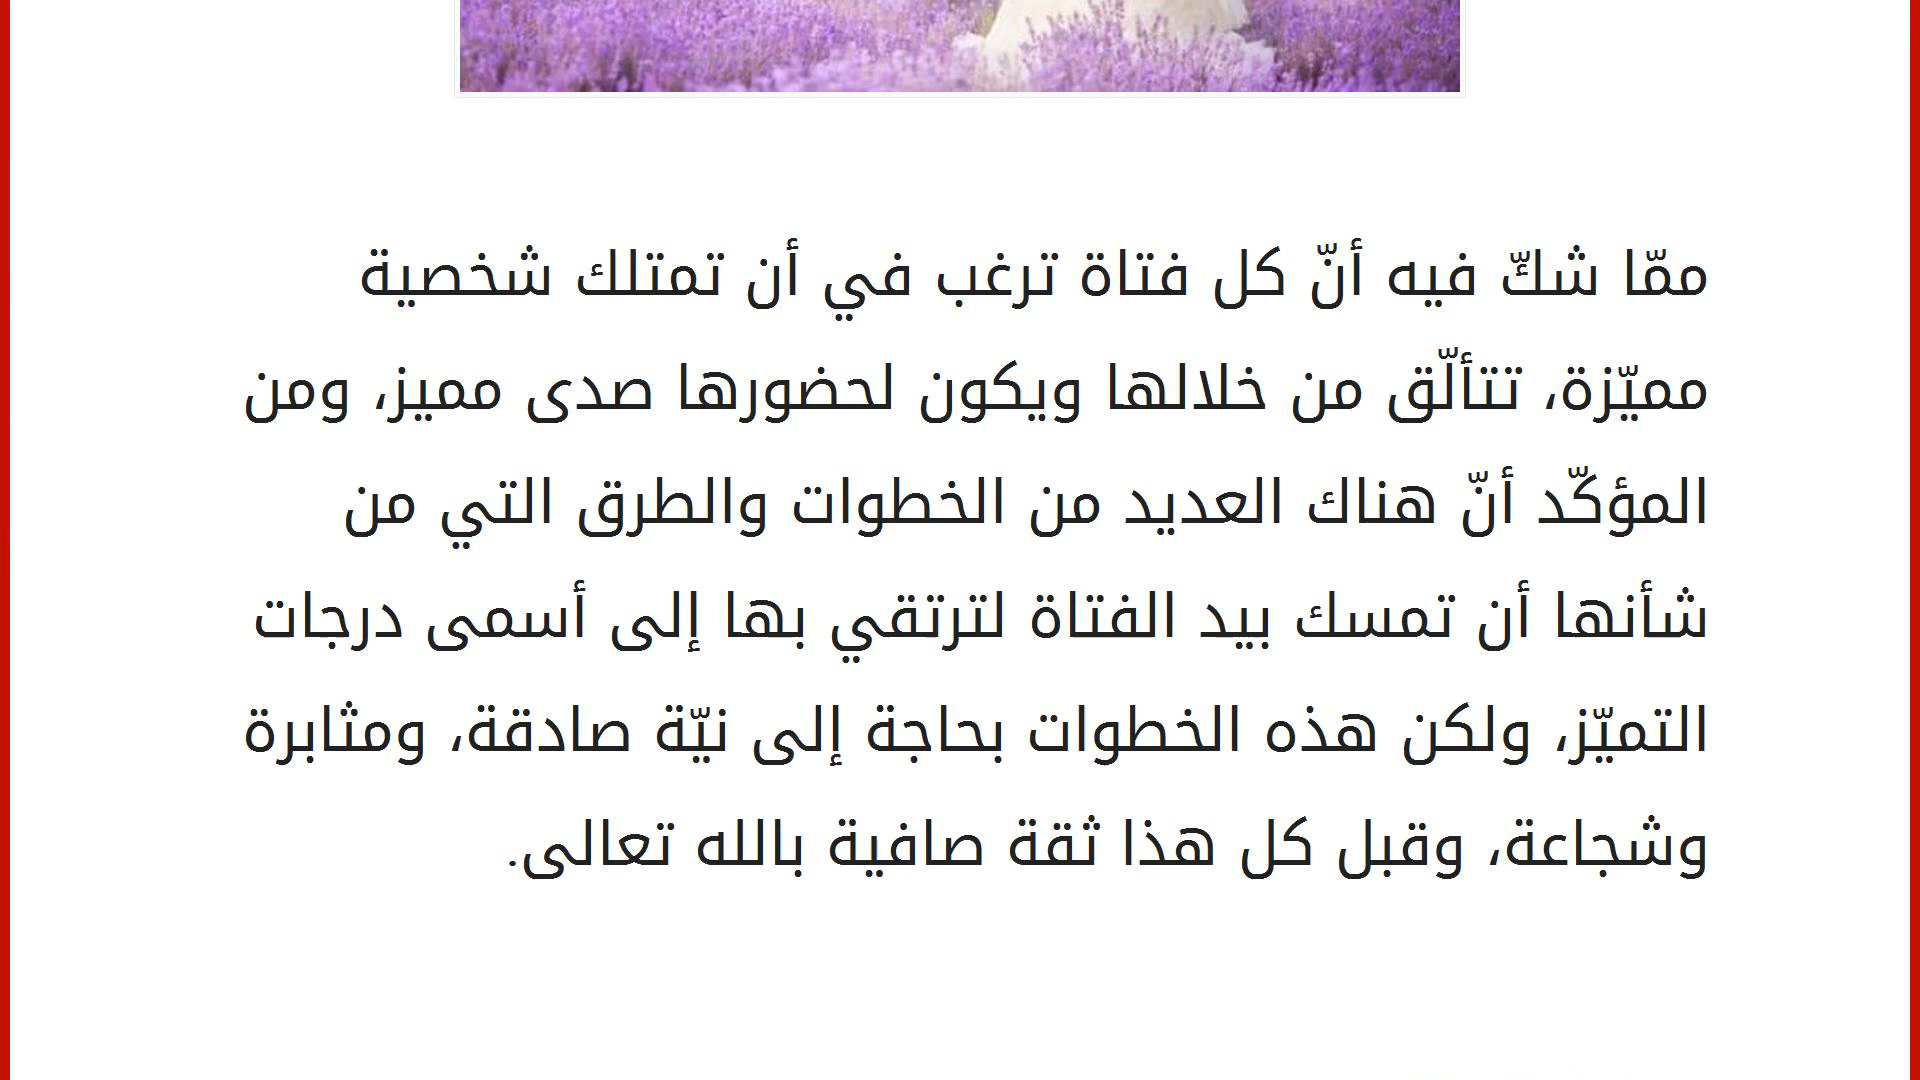 ممّا شكّ فيه أنّ كل فتاة ترغب في أن تمتلك شخصية
مميّزة، تتألّق من خلالها ويكون لحضورها صدى مميز، ومن
المؤكّد أنّ هناك العديد من الخطوات والطرق التي من
شأنها أن تمسك بيد الفتاة لترتقي بها إلى أسمى درجات
التميّز، ولكن هذه الخطوات بحاجة إلى نيّة صادقة، ومثابرة
وشجاعة، وقبل كل هذا ثقة صافية بالله تعالى.